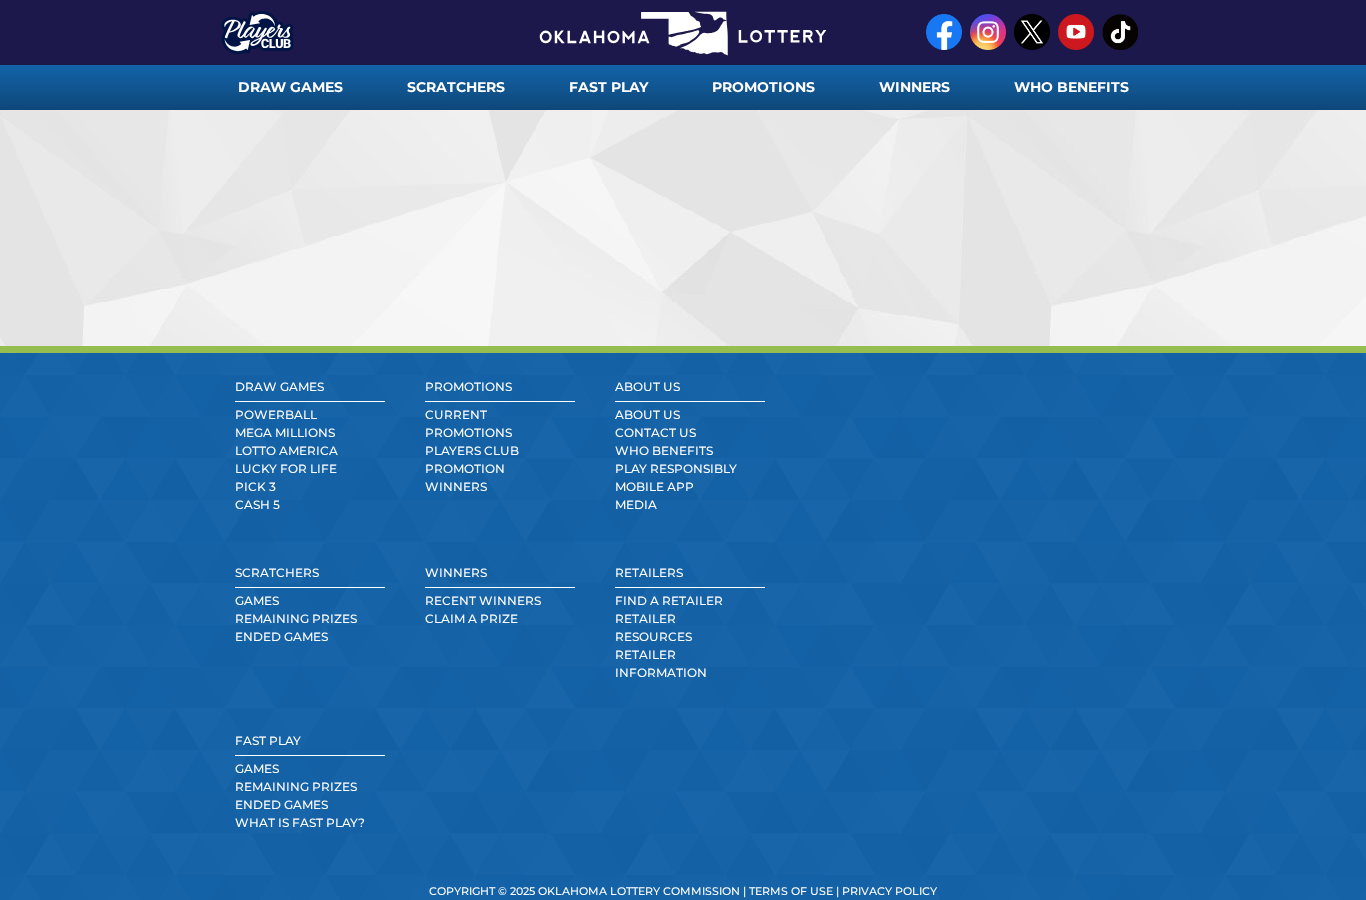 Players
CLUB
OKLAHOMA LOTTERY
DRAW GAMES SCRATCHERS FAST PLAY PROMOTIONS WINNERS WHO BENEFITS
DRAW GAMES
POWERBALL
MEGA MILLIONS
LOTTO AMERICA
LUCKY FOR LIFE
PICK 3
CASH 5
PROMOTIONS
CURRENT
PROMOTIONS
PLAYERS CLUB
PROMOTION
WINNERS
ABOUT US
ABOUT US
CONTACT US
WHO BENEFITS
PLAY RESPONSIBLY
MOBILE APP
MEDIA
SCRATCHERS
GAMES
REMAINING PRIZES
ENDED GAMES
WINNERS
RECENT WINNERS
CLAIM A PRIZE
RETAILERS
FIND A RETAILER
RETAILER
RESOURCES
RETAILER
INFORMATION
FAST PLAY
GAMES
REMAINING PRIZES
ENDED GAMES
WHAT IS FAST PLAY?
COPYRIGHT © 2025 OKLAHOMA LOTTERY COMMISSION | TERMS OF USE | PRIVACY POLICY